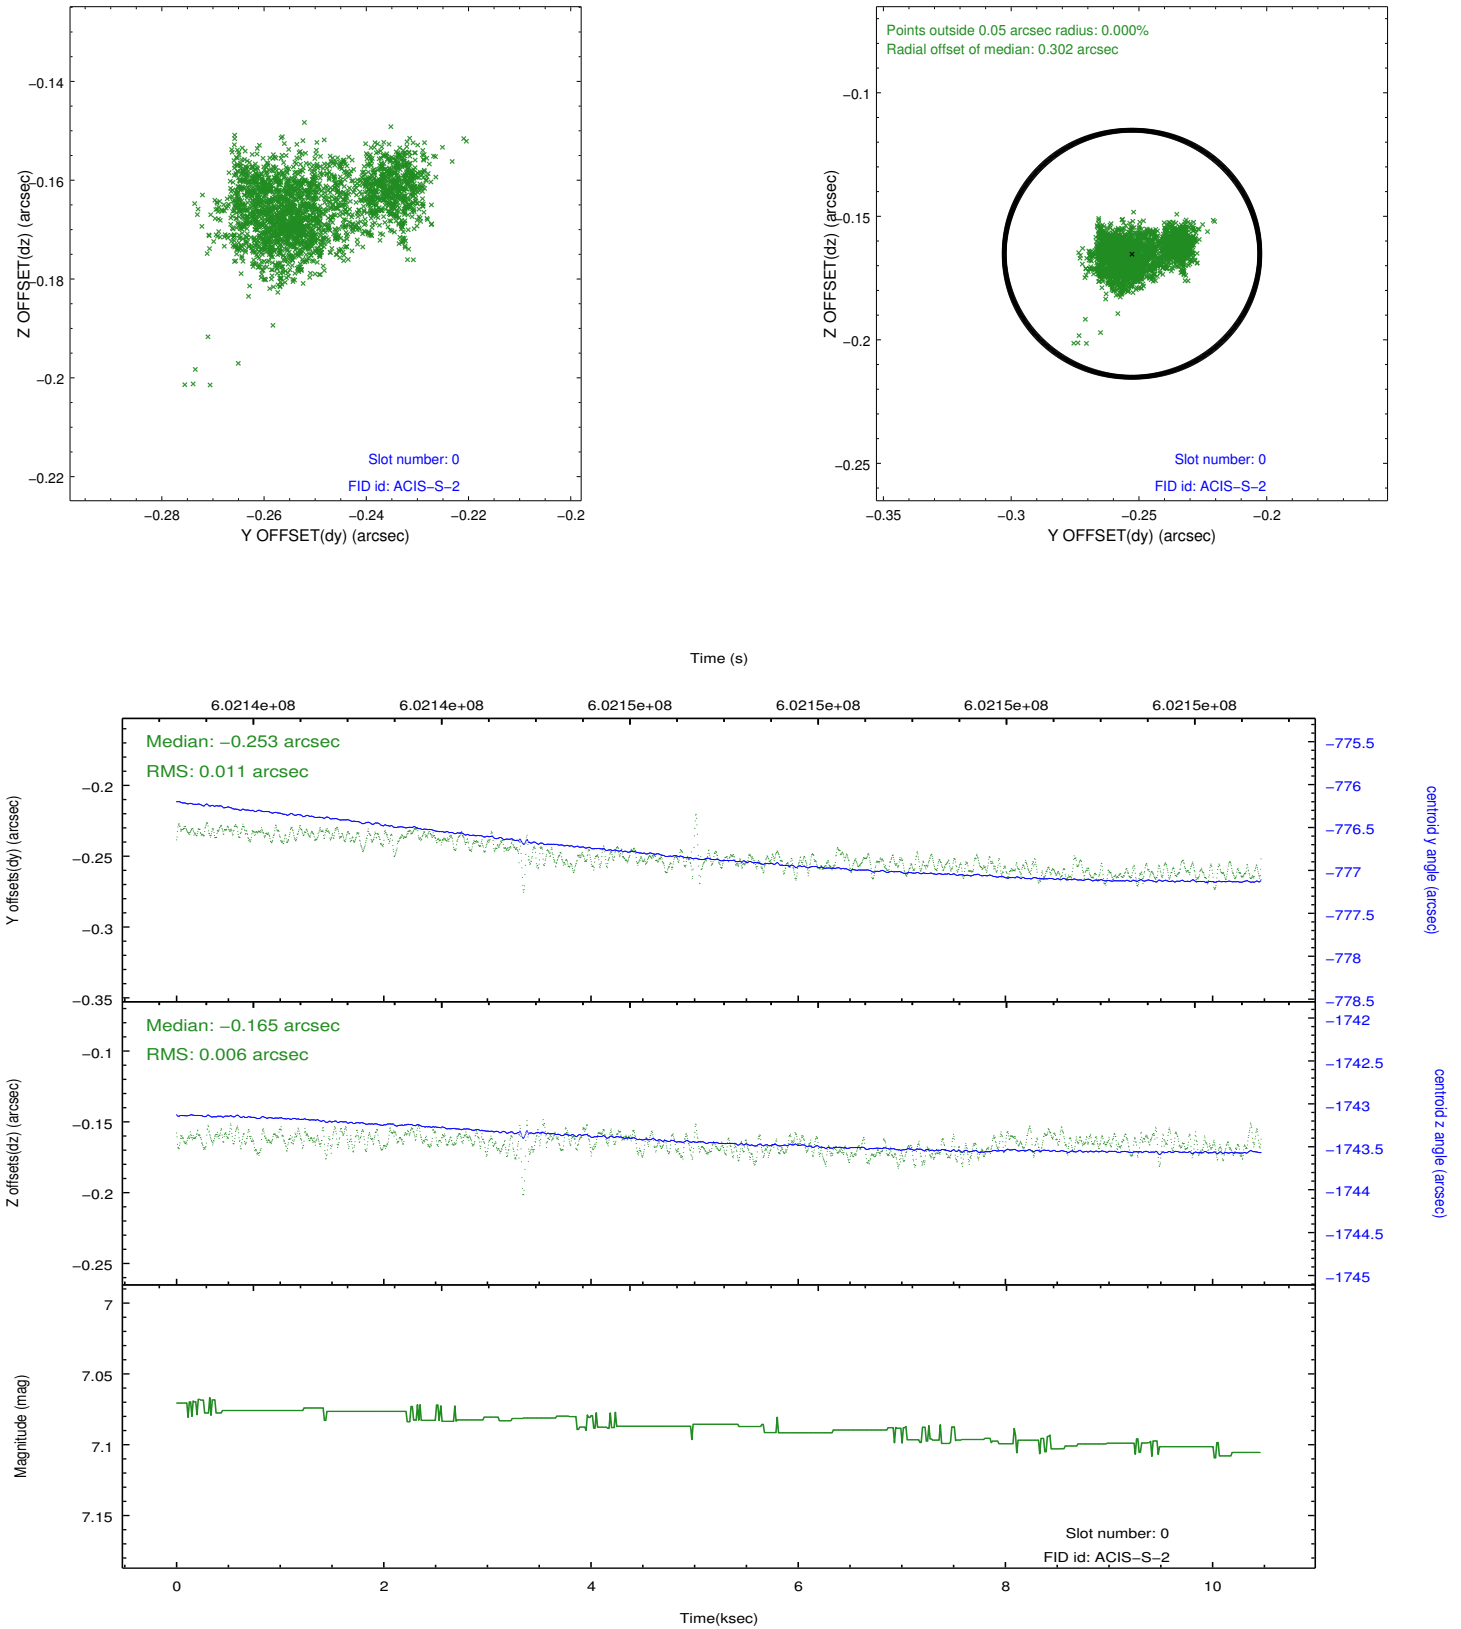 −0.14
−0.16
−0.18
−0.2
−0.22
Z OFFSET(dz) (arcsec)
Slot number: 0
FID id: ACIS−S−2
−0.28
−0.26
−0.24
−0.22
−0.2
Y OFFSET(dy) (arcsec)
Points outside 0.05 arcsec radius: 0.000%
Radial offset of median: 0.302 arcsec
−0.1
−0.15
−0.2
−0.25
Z OFFSET(dz) (arcsec)
Slot number: 0
FID id: ACIS−S−2
−0.35
−0.3
−0.25
−0.2
Y OFFSET(dy) (arcsec)
Time (s)
6.0214e+08
6.0214e+08
6.0215e+08
6.0215e+08
6.0215e+08
6.0215e+08
Median: −0.253 arcsec
RMS: 0.011 arcsec
−0.2
−0.25
−0.3
−0.35
Y offsets(dy) (arcsec)
−775.5
−776
−776.5
−777
−777.5
−778
−778.5
centroid y angle (arcsec)
Median: −0.165 arcsec
RMS: 0.006 arcsec
−0.1
−0.15
−0.2
−0.25
Z offsets(dz) (arcsec)
−1742
−1742.5
−1743
−1743.5
−1744
−1744.5
−1745
centroid z angle (arcsec)
7
7.05
7.1
7.15
Magnitude (mag)
Slot number: 0
FID id: ACIS−S−2
0
2
4
6
8
10
Time(ksec)